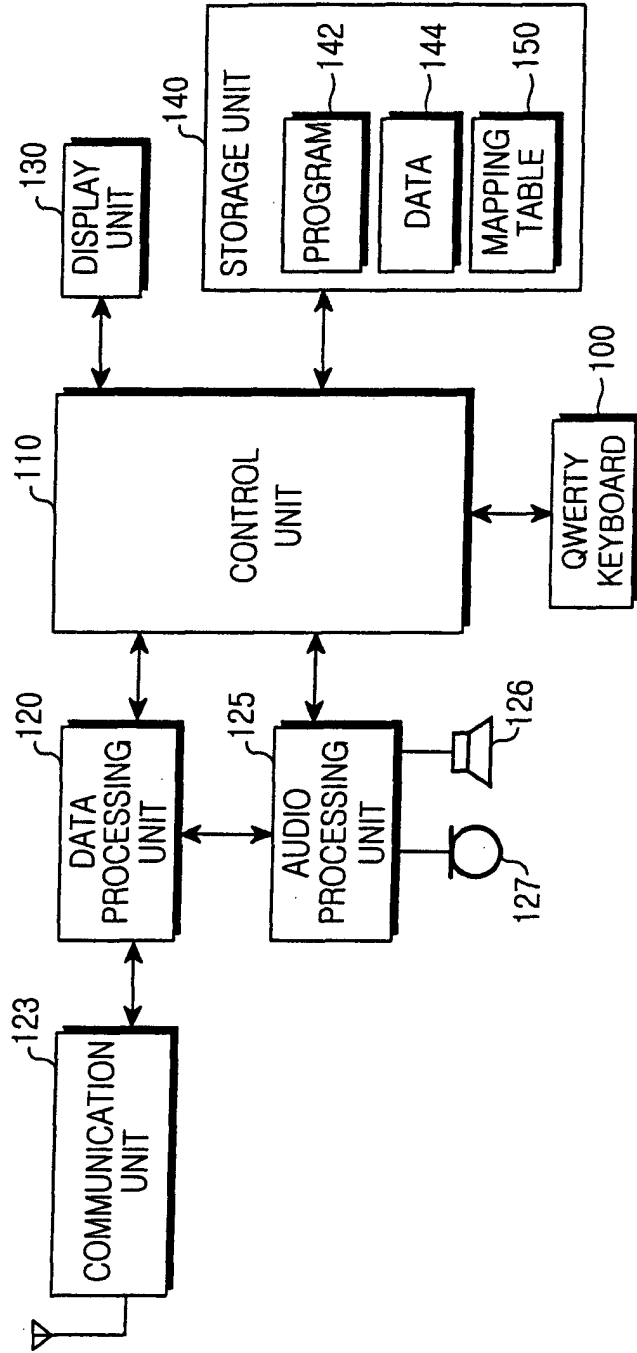 123
COMMUNICATION
UNIT
120
DATA
PROCESSING
UNIT
125
AUDIO
PROCESSING
UNIT
127
126
110
CONTROL
UNIT
130
DISPLAY
UNIT
140
STORAGE UNIT
PROGRAM
142
DATA
144
MAPPING
TABLE
150
QWERTY
KEYBOARD
100